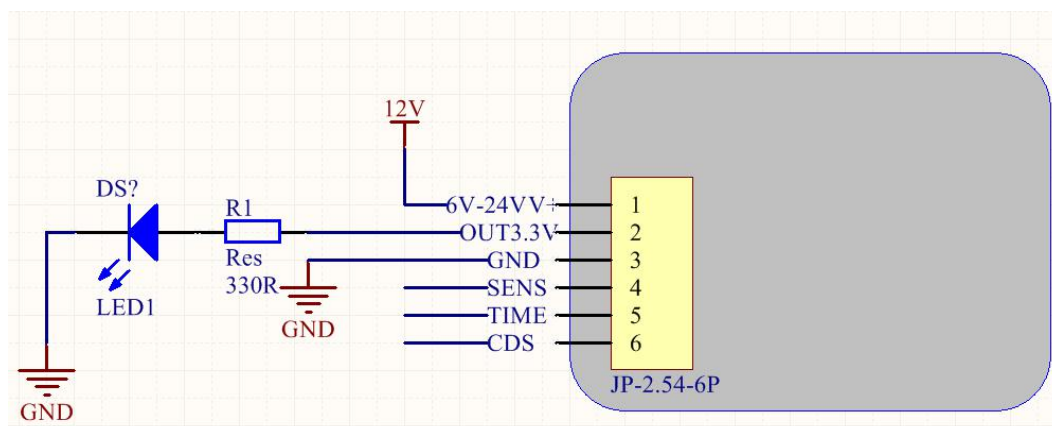 12V
DS?
R1
6V-24VV+
1
OUT3.3V
2
Res
GND
3
330R
SENS
4
LED1
TIME
5
GND
CDS
6
JP-2.54-6P
GND